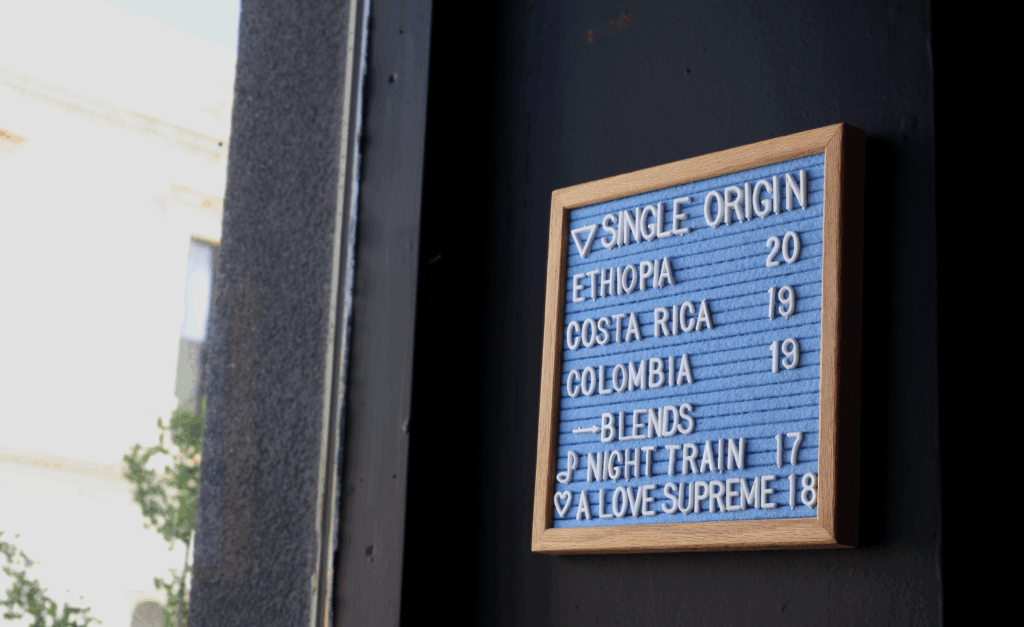 ▽ SINGLE ORIGIN
ETHIOPIA 20
COSTA RICA 19
COLOMBIA 19
→BLENDS
♪ NIGHT TRAIN 17
♡ A LOVE SUPREME 18